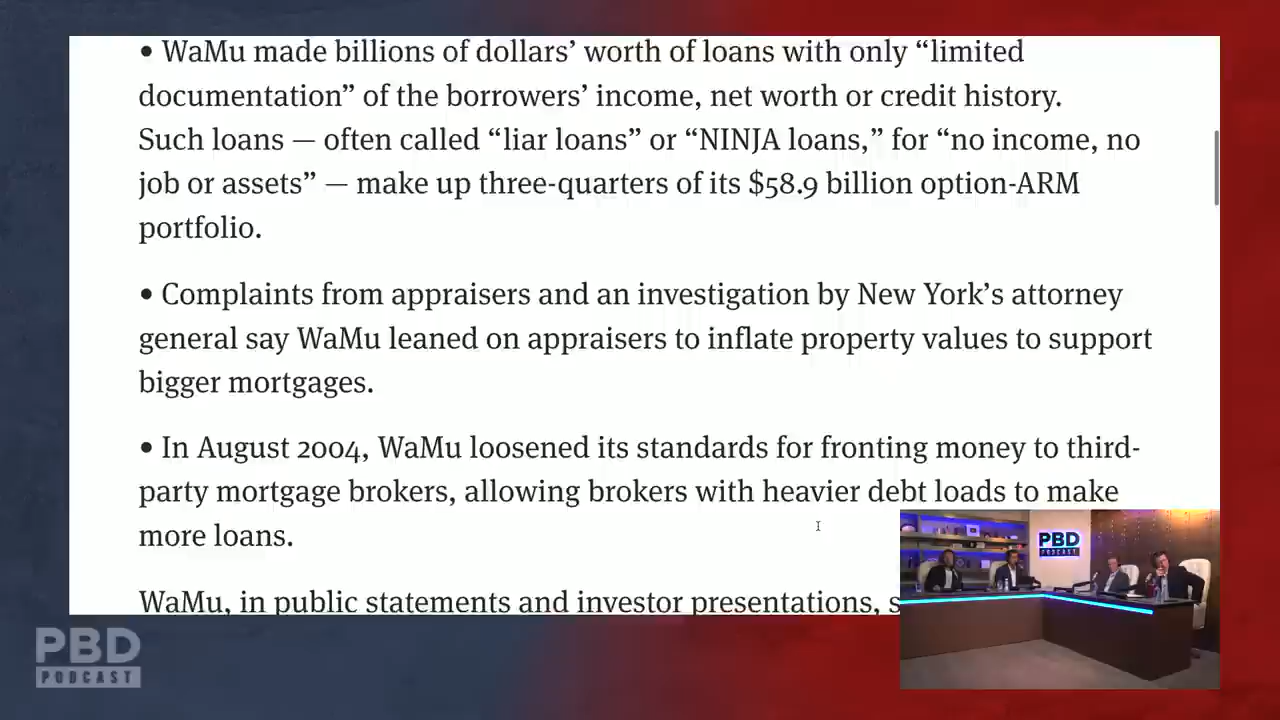 • WaMu made billions of dollars’ worth of loans with only “limited
documentation” of the borrowers’ income, net worth or credit history.
Such loans — often called “liar loans” or “NINJA loans,” for “no income, no
job or assets” — make up three-quarters of its $58.9 billion option-ARM
portfolio.
• Complaints from appraisers and an investigation by New York’s attorney
general say WaMu leaned on appraisers to inflate property values to support
bigger mortgages.
• In August 2004, WaMu loosened its standards for fronting money to third-
party mortgage brokers, allowing brokers with heavier debt loads to make
more loans.
WaMu, in public statements and investor presentations, s
PBD
PODCAST
PBD
PODCAST